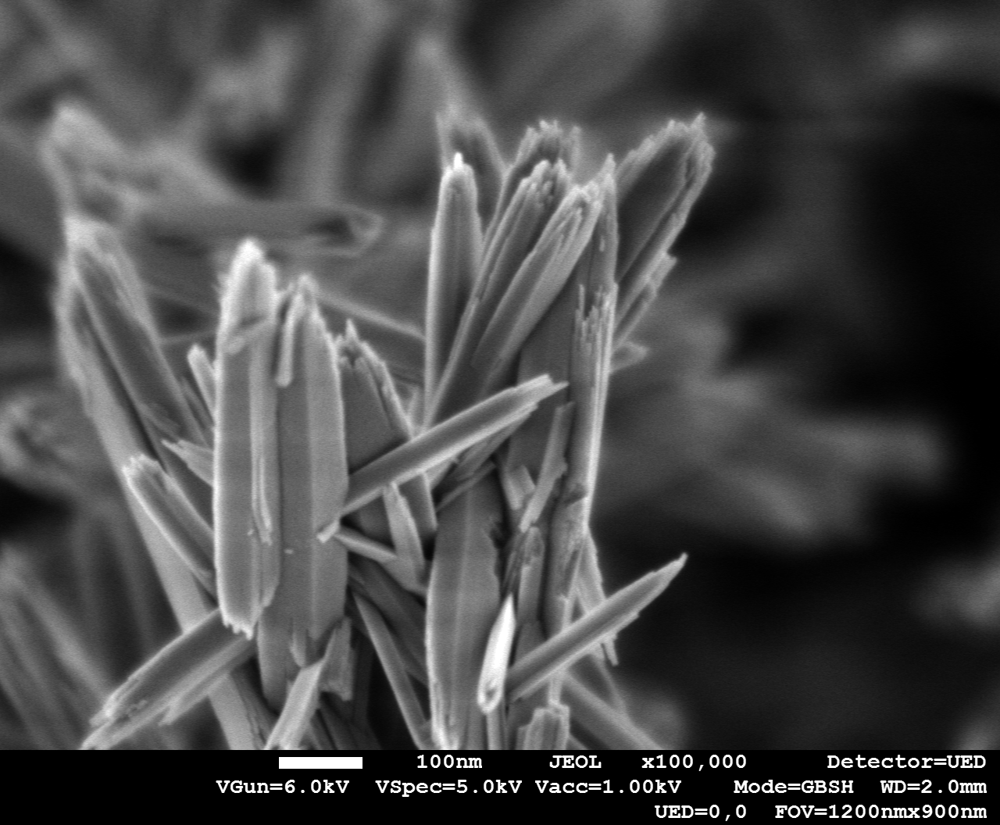 100nm JEOL x100,000 Detector=UED
VGun=6.0kV VSpec=5.0kV Vacc=1.00kV Mode=GBSH WD=2.0mm
UED=0,0 FOV=1200nmx900nm